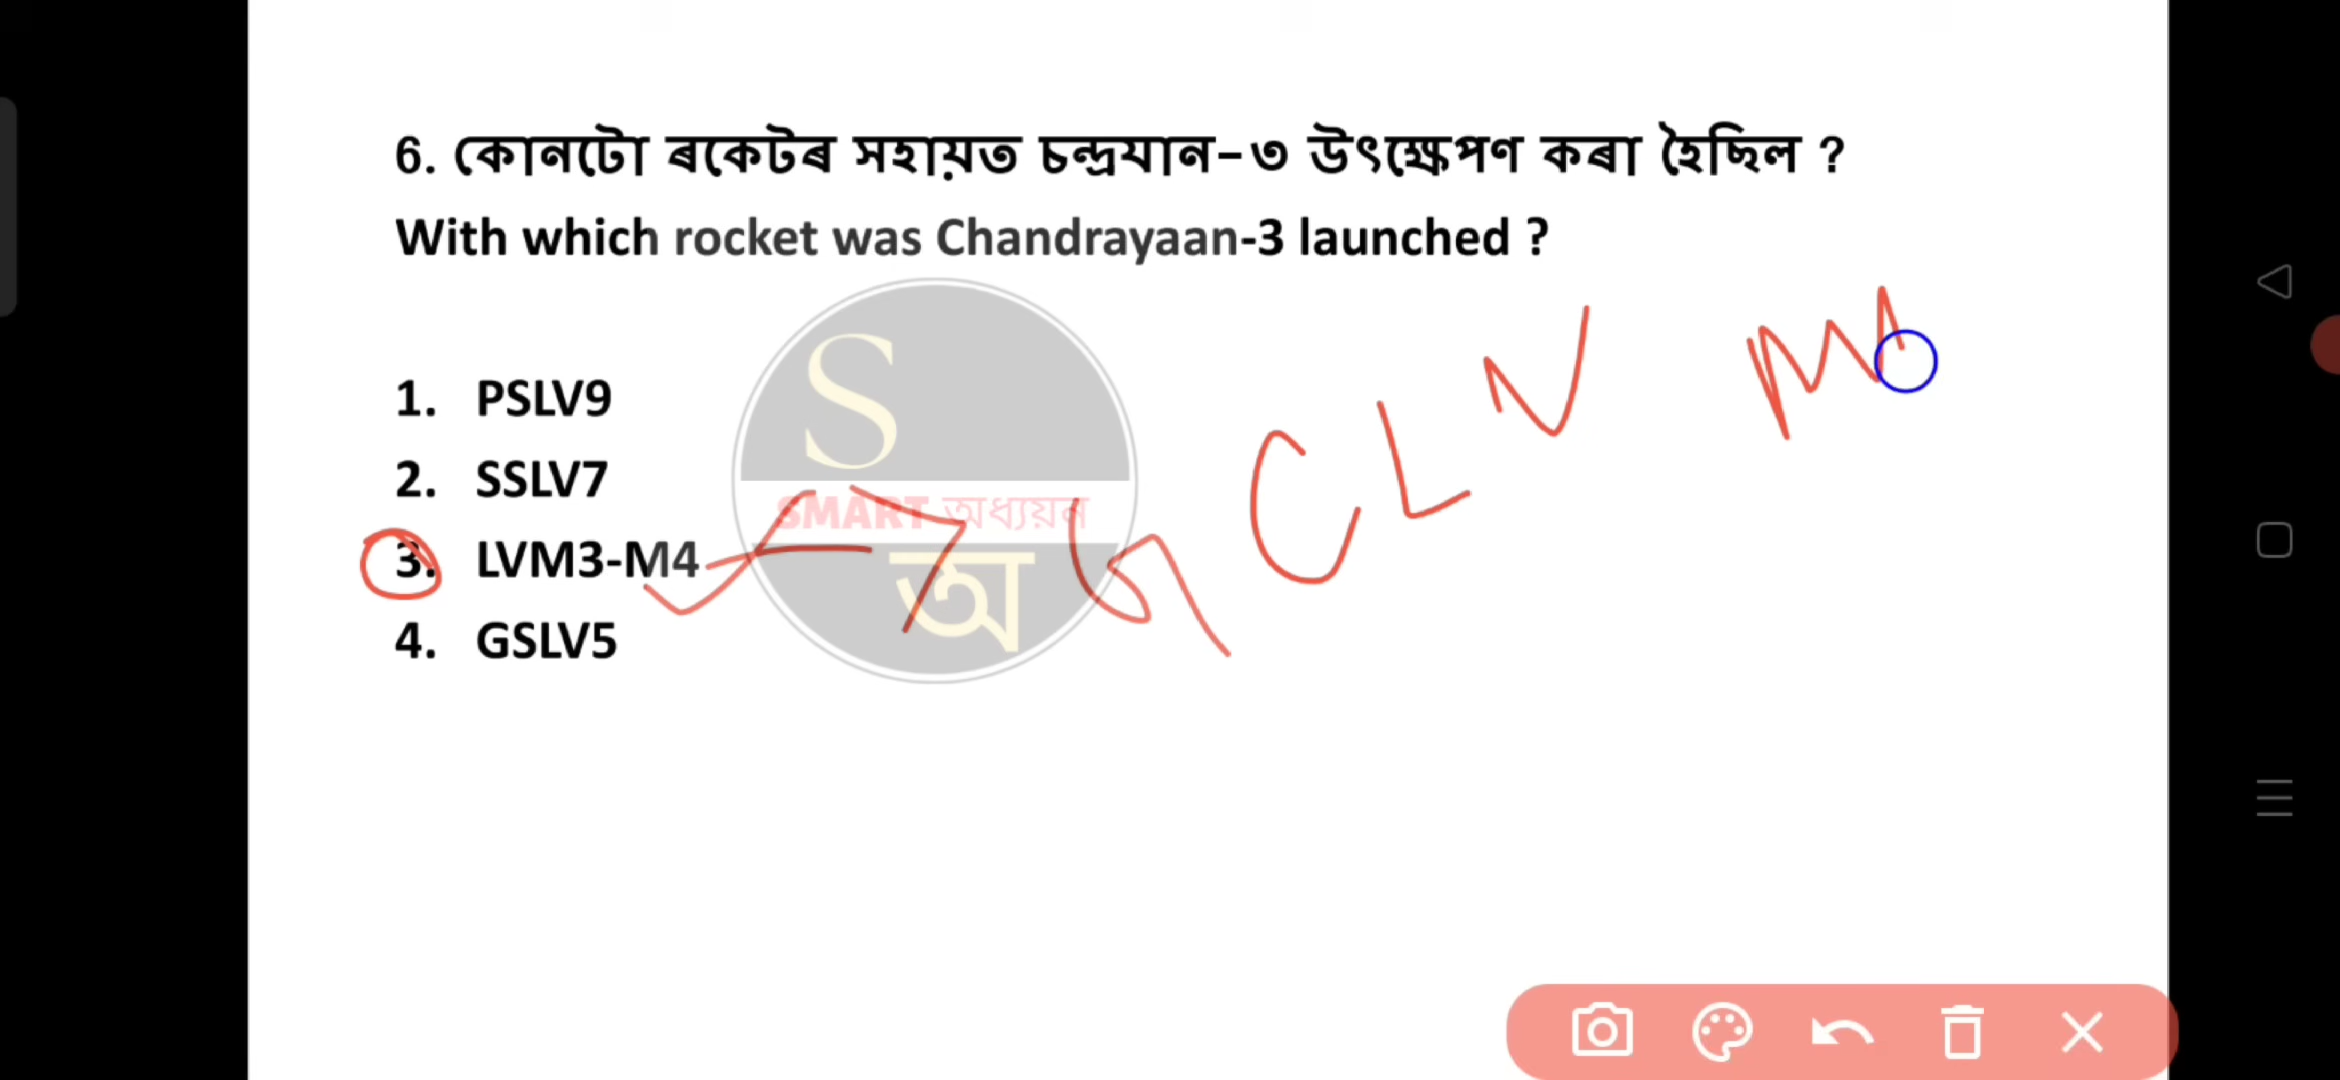 6. কোনটো ৰকেটৰ সহায়ত চন্দ্ৰযান-৩ উৎক্ষেপণ কৰা হৈছিল ?
With which rocket was Chandrayaan-3 launched ?
1. PSLV9
2. SSLV7
3. LVM3-M4
4. GSLV5
S
SMART অধ্যয়ন
অ